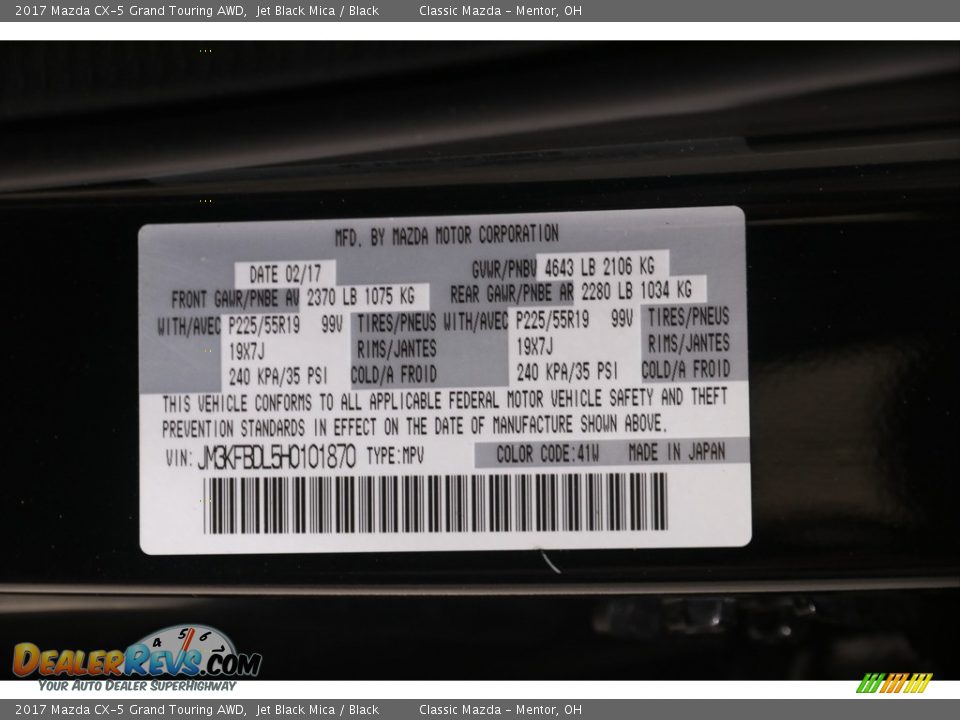 2017 Mazda CX-5 Grand Touring AWD, Jet Black Mica / Black Classic Mazda - Mentor, OH
MFD. BY MAZDA MOTOR CORPORATION
DATE 02/17 GVWR/PNBV 4643 LB 2106 KG
FRONT GAWR/PNBE AV 2370 LB 1075 KG REAR GAWR/PNBE AR 2280 LB 1034 KG
WITH/AVEC P225/55R19 99V TIRES/PNEUS WITH/AVEC P225/55R19 99V TIRES/PNEUS
19X7J RIMS/JANTES 19X7J RIMS/JANTES
240 KPA/35 PSI COLD/A FROID 240 KPA/35 PSI COLD/A FROID
THIS VEHICLE CONFORMS TO ALL APPLICABLE FEDERAL MOTOR VEHICLE SAFETY AND THEFT
PREVENTION STANDARDS IN EFFECT ON THE DATE OF MANUFACTURE SHOWN ABOVE.
VIN: JM3KFBDL5H0101870 TYPE:MPV COLOR CODE:41W MADE IN JAPAN
4 5 6
DEALERREVS.COM
YOUR AUTO DEALER SUPERHIGHWAY
2017 Mazda CX-5 Grand Touring AWD, Jet Black Mica / Black Classic Mazda - Mentor, OH